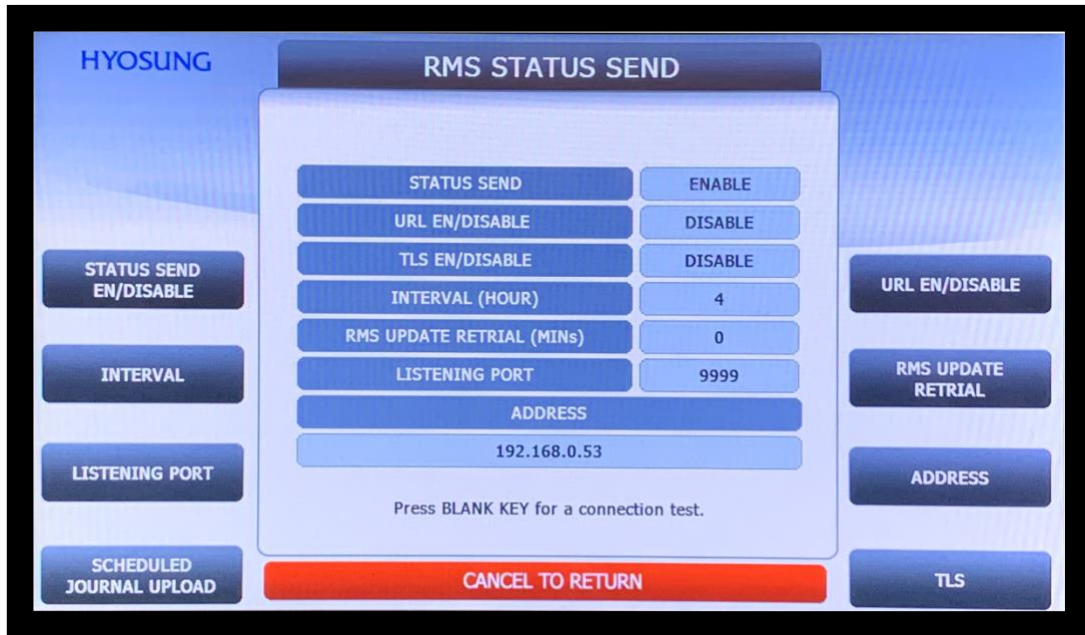 HYOSUNG
RMS STATUS SEND
STATUS SEND
ENABLE
URL EN/DISABLE
DISABLE
TLS EN/DISABLE
DISABLE
INTERVAL (HOUR)
4
RMS UPDATE RETRIAL (MINs)
0
LISTENING PORT
9999
ADDRESS
192.168.0.53
Press BLANK KEY for a connection test.
STATUS SEND
EN/DISABLE
INTERVAL
LISTENING PORT
SCHEDULED
JOURNAL UPLOAD
URL EN/DISABLE
RMS UPDATE
RETRIAL
ADDRESS
TLS
CANCEL TO RETURN